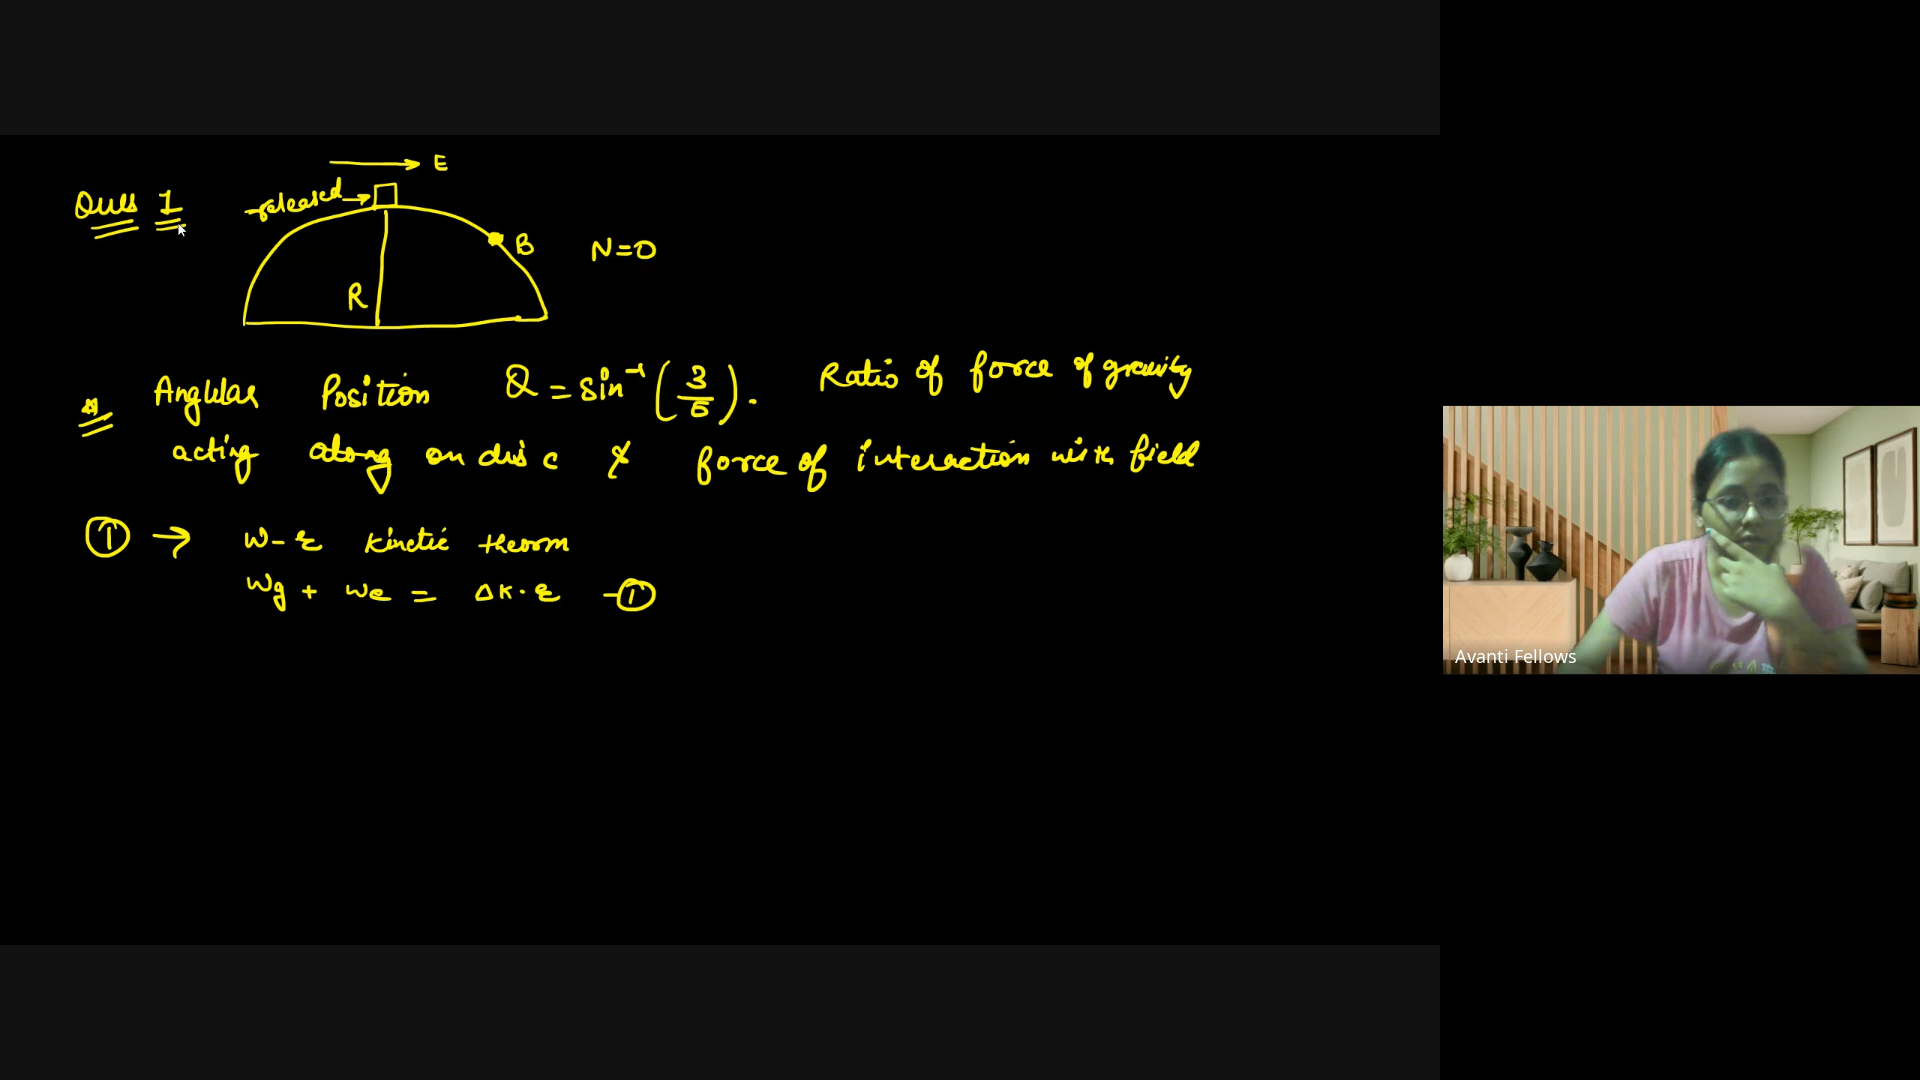 → E
Ques 1
released →
B
N=0
R
Angular Position Q = sin⁻¹ (3/5). Ratio of force of gravity
acting along on disc & force of interaction with field
① → W-E Kinetic theorm
Wg + We = ΔK·E -①
Avanti Fellows